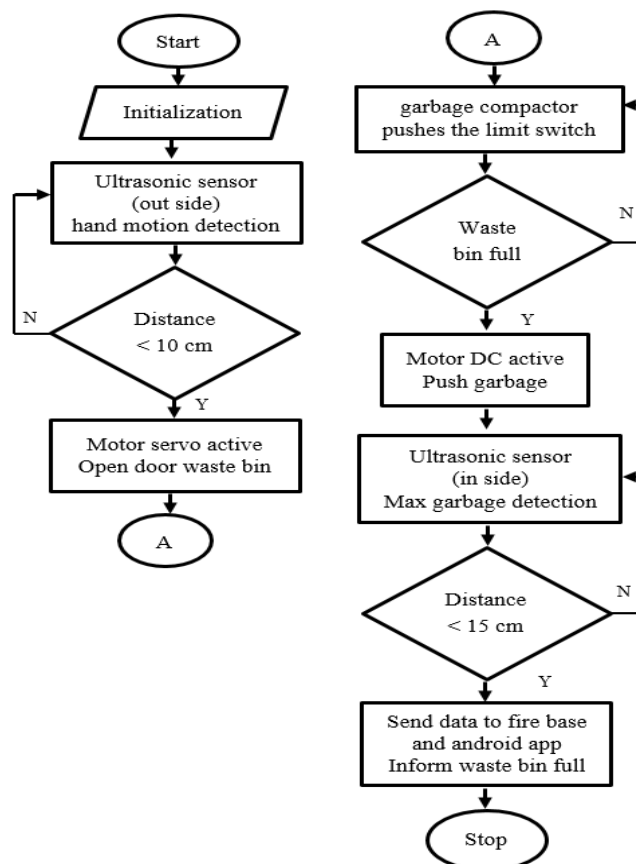 Start
Initialization
Ultrasonic sensor
(out side)
hand motion detection
N
Distance
< 10 cm
Y
Motor servo active
Open door waste bin
A
A
garbage compactor
pushes the limit switch
N
Waste
bin full
Y
Motor DC active
Push garbage
Ultrasonic sensor
(in side)
Max garbage detection
N
Distance
< 15 cm
Y
Send data to fire base
and android app
Inform waste bin full
Stop